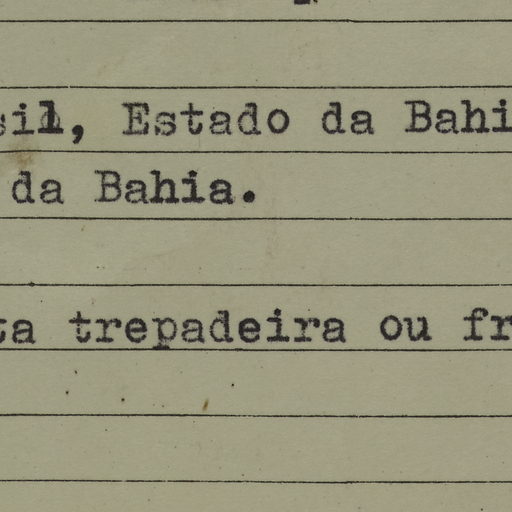 sil, Estado da Bahi
da Bahia.
ta trepadeira ou fr